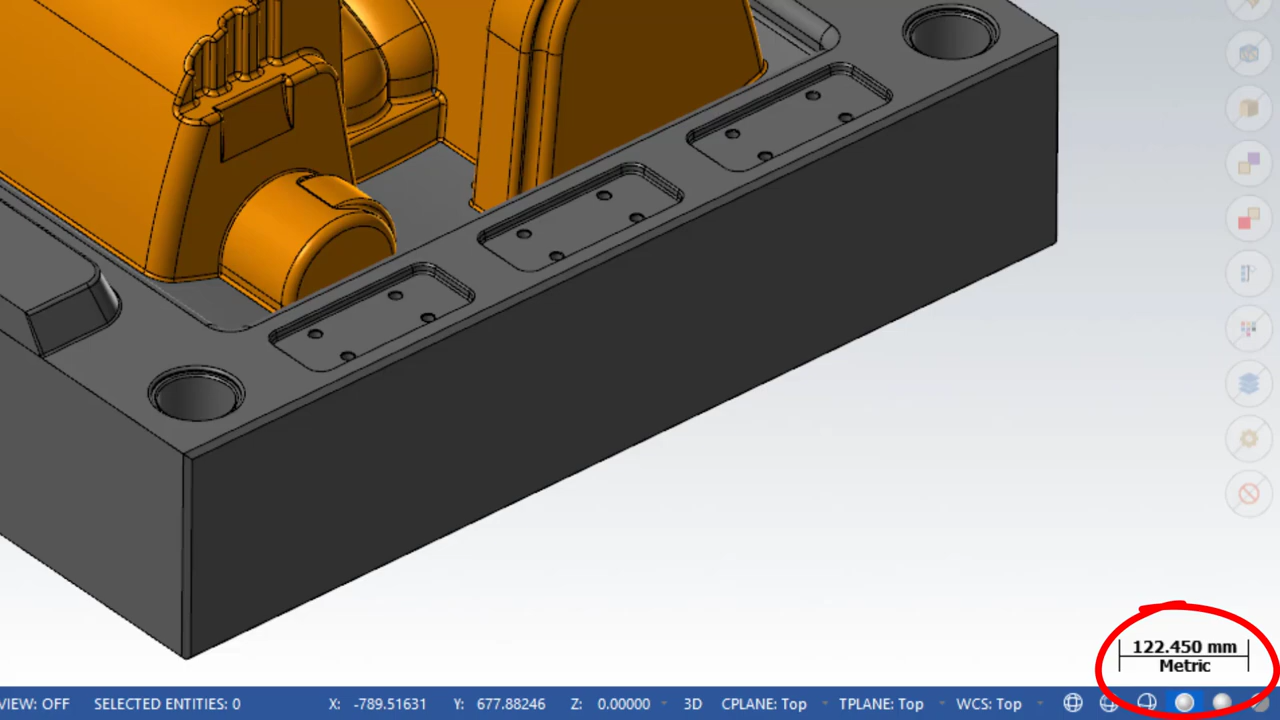 122.450 mm
Metric
VIEW: OFF SELECTED ENTITIES: 0 X: -789.51631 Y: 677.88246 Z: 0.00000 3D CPLANE: Top TPLANE: Top WCS: Top